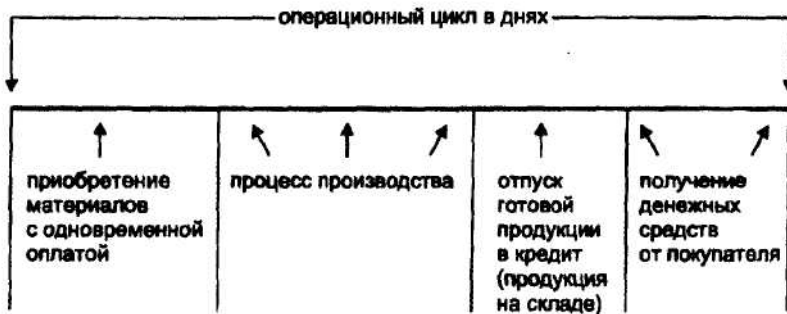 операционный цикл в днях
приобретение
материалов
с одновременной
оплатой
процесс производства
отпуск
готовой
продукции
в кредит
(продукция
на складе)
получение
денежных
средств
от покупателя